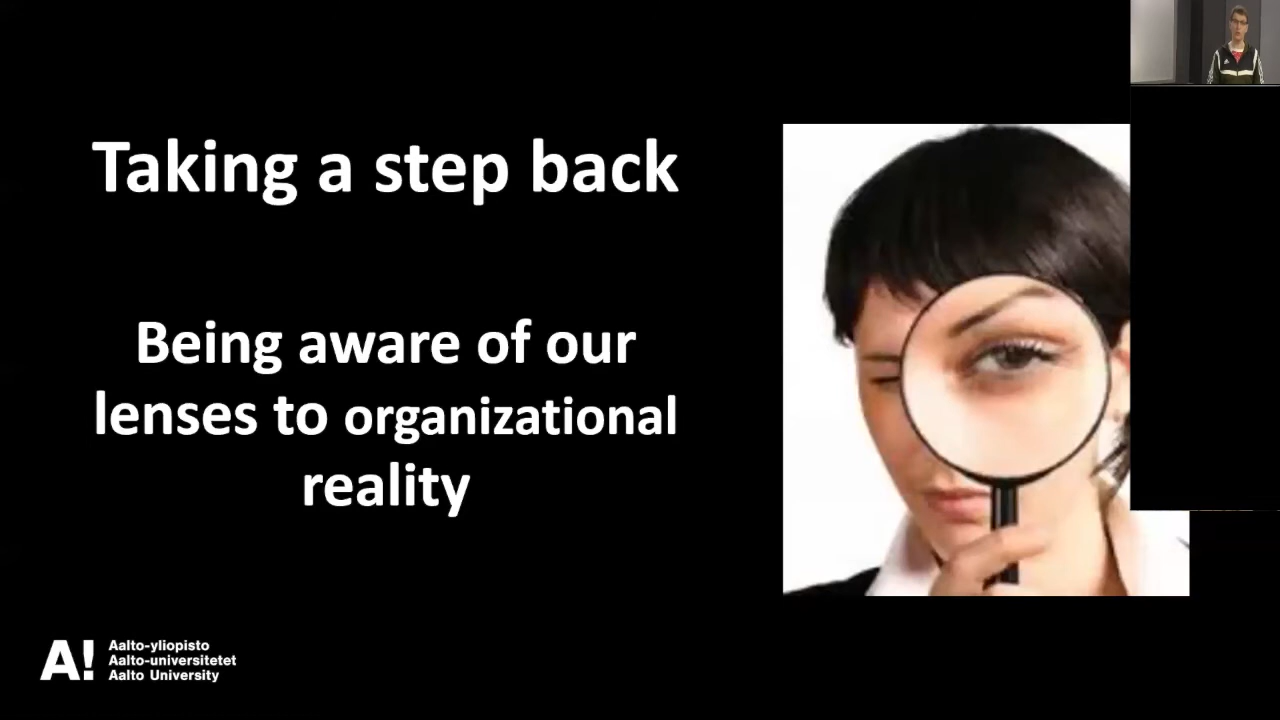 Taking a step back
Being aware of our
lenses to organizational
reality
A!
Aalto-yliopisto
Aalto-universitetet
Aalto University